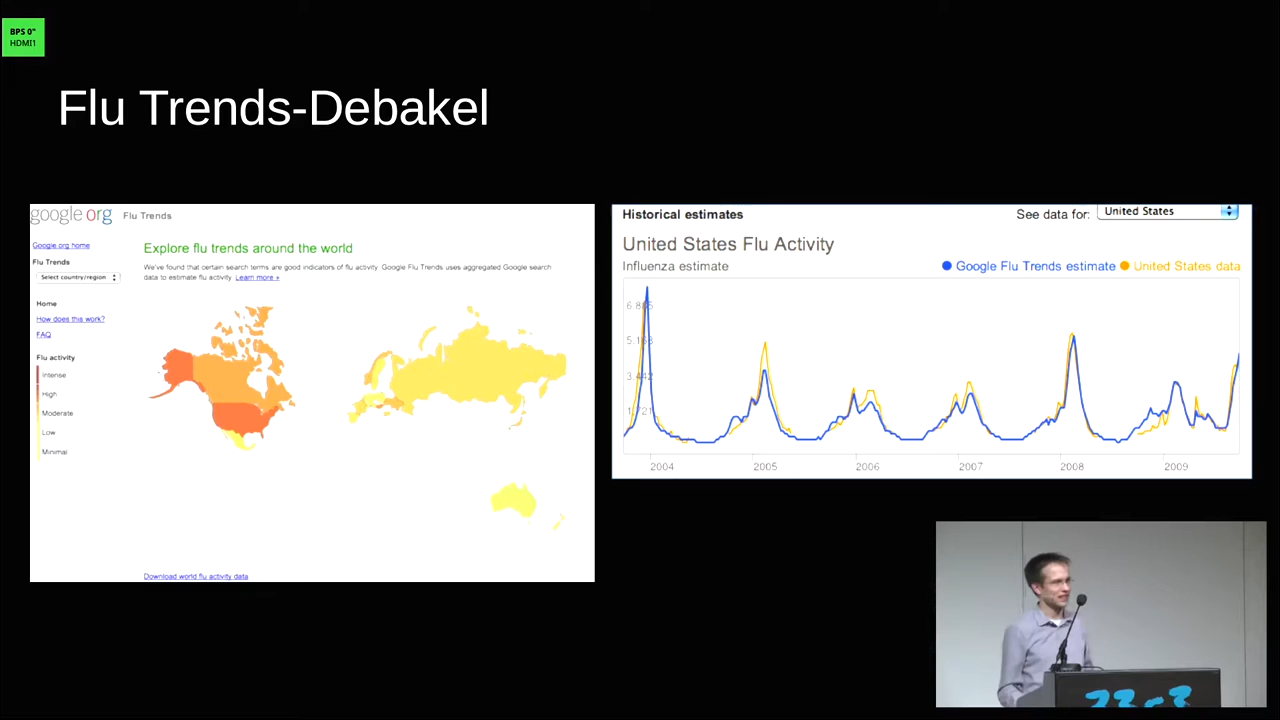 BPS 0"
HDMI1
Flu Trends-Debakel
google org Flu Trends
Google.org home
Flu Trends
Select country/region
Home
How does this work?
FAQ
Flu activity
Intense
High
Moderate
Low
Minimal
Explore flu trends around the world
We've found that certain search terms are good indicators of flu activity. Google Flu Trends uses aggregated Google search
data to estimate flu activity. Learn more »
Download world flu activity data
Historical estimates
See data for: United States
United States Flu Activity
Influenza estimate
Google Flu Trends estimate United States data
2004 2005 2006 2007 2008 2009